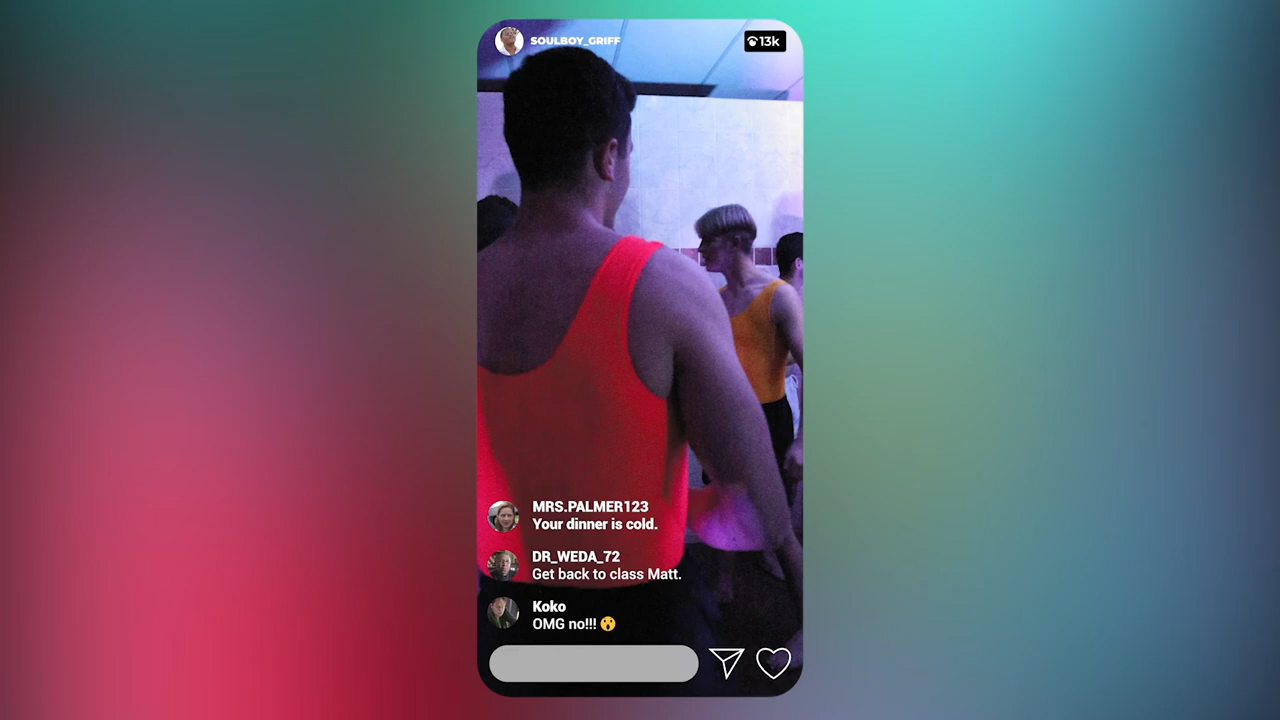 SOULBOY_GRIFF
13k
MRS.PALMER123
Your dinner is cold.
DR_WEDA_72
Get back to class Matt.
Koko
OMG no!!! 😯